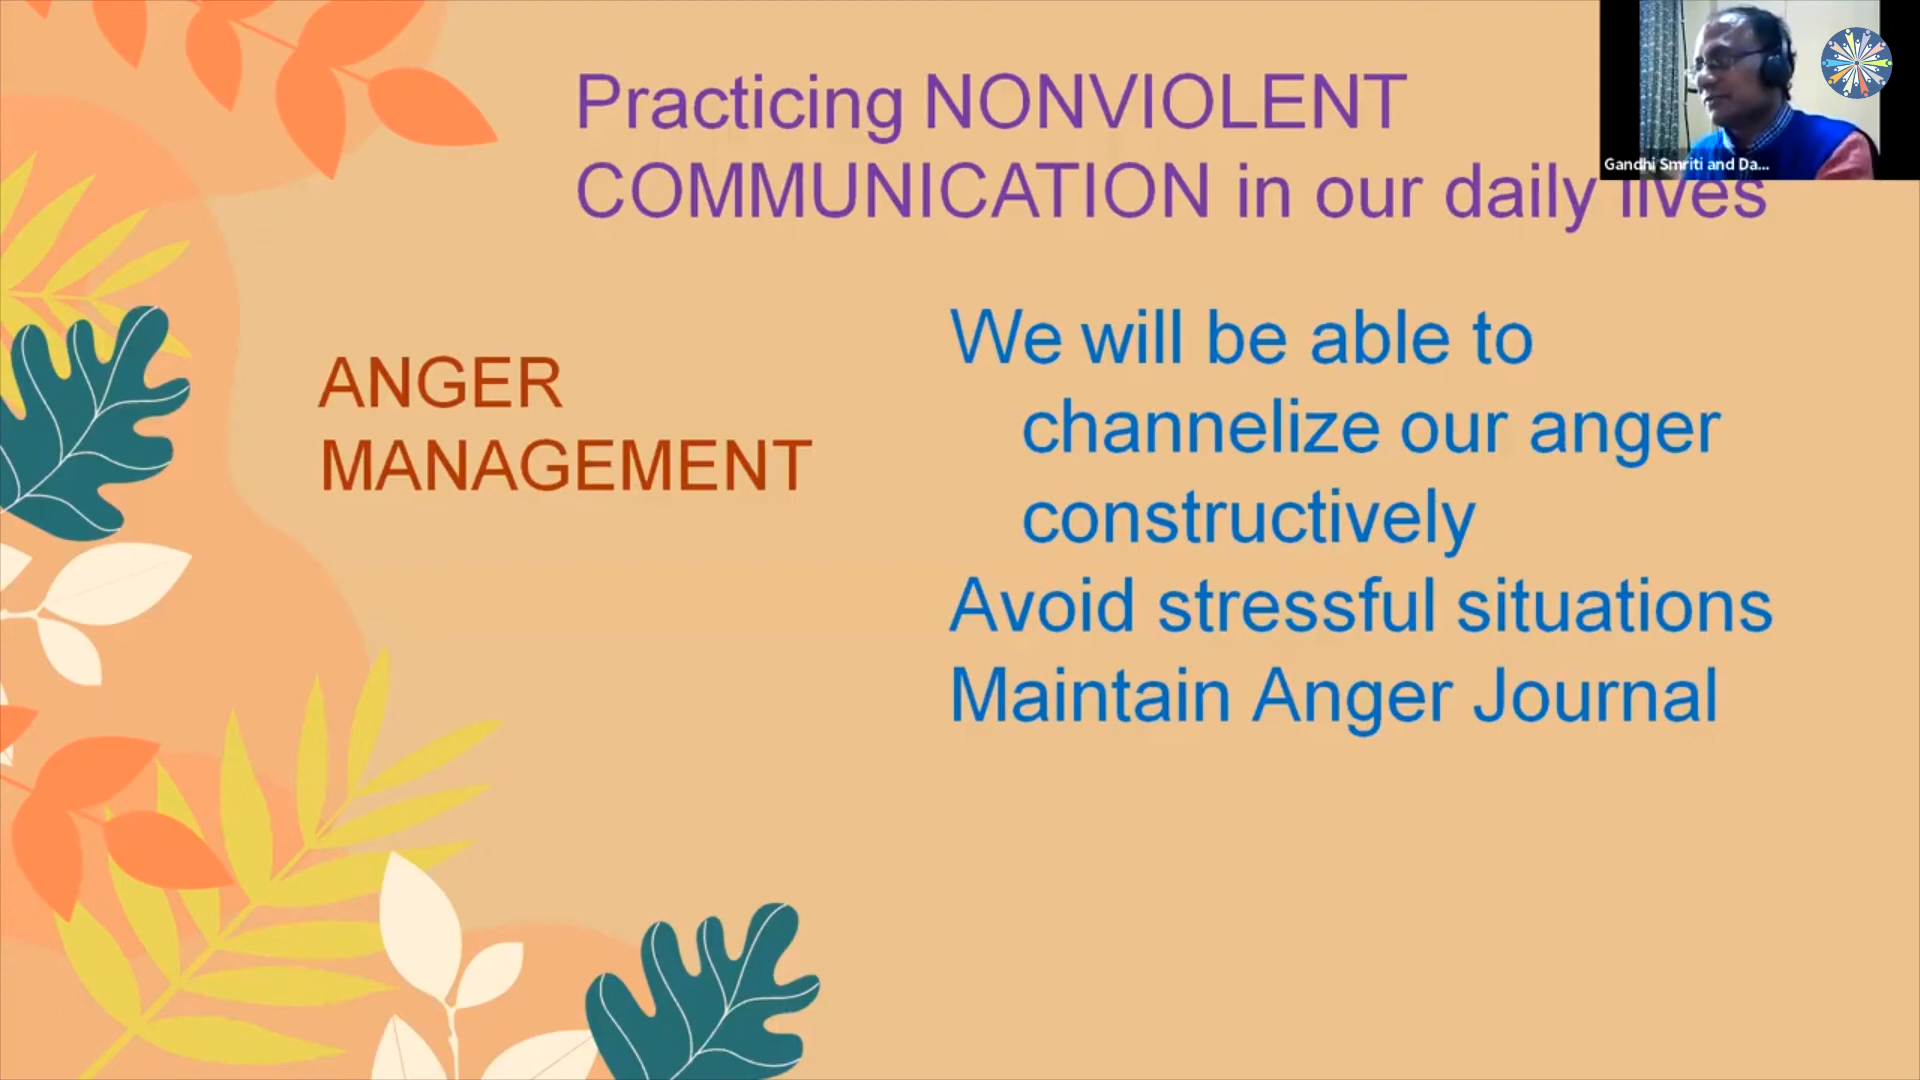 Practicing NONVIOLENT
COMMUNICATION in our daily lives
Gandhi Smriti and Da...
ANGER
MANAGEMENT
We will be able to
channelize our anger
constructively
Avoid stressful situations
Maintain Anger Journal